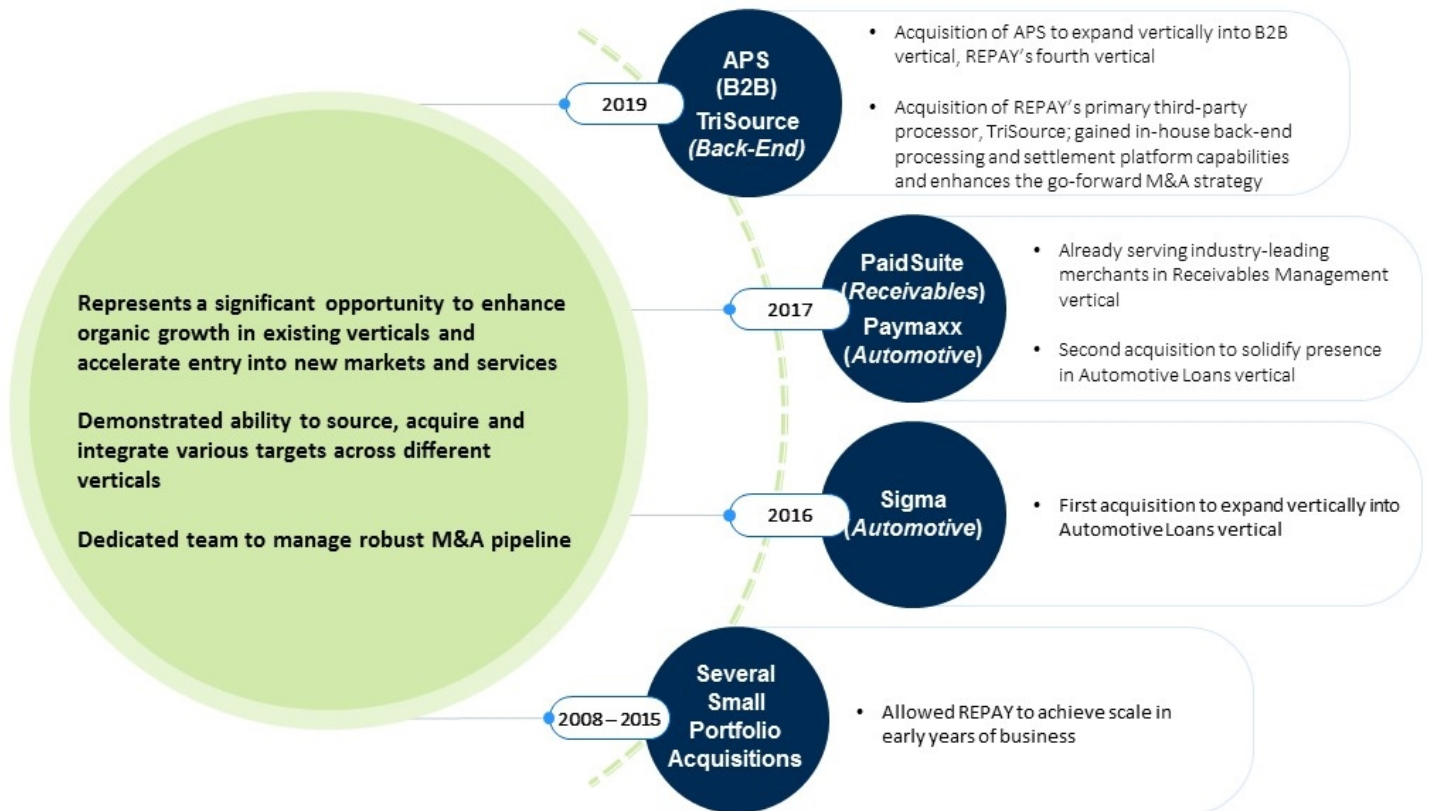 Represents a significant opportunity to enhance
organic growth in existing verticals and
accelerate entry into new markets and services
Demonstrated ability to source, acquire and
integrate various targets across different
verticals
Dedicated team to manage robust M&A pipeline
2019
APS
(B2B)
TriSource
(Back-End)
• Acquisition of APS to expand vertically into B2B
vertical, REPAY's fourth vertical
• Acquisition of REPAY's primary third-party
processor, TriSource; gained in-house back-end
processing and settlement platform capabilities
and enhances the go-forward M&A strategy
2017
PaidSuite
(Receivables)
Paymaxx
(Automotive)
• Already serving industry-leading
merchants in Receivables Management
vertical
• Second acquisition to solidify presence
in Automotive Loans vertical
2016
Sigma
(Automotive)
• First acquisition to expand vertically into
Automotive Loans vertical
2008 – 2015
Several
Small
Portfolio
Acquisitions
• Allowed REPAY to achieve scale in
early years of business